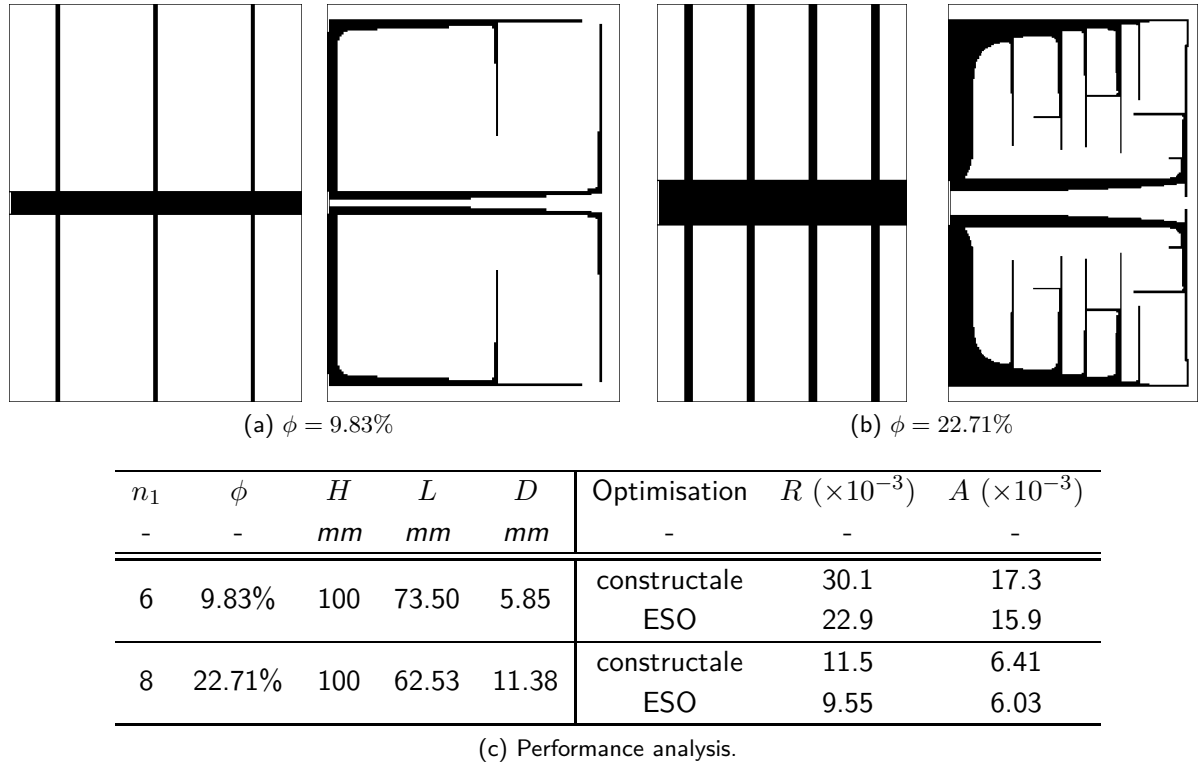 (a) ϕ = 9.83%
(b) ϕ = 22.71%
n₁ ϕ H L D Optimisation R (×10⁻³) A (×10⁻³)
- - mm mm mm - - -
6 9.83% 100 73.50 5.85 constructale 30.1 17.3
ESO 22.9 15.9
8 22.71% 100 62.53 11.38 constructale 11.5 6.41
ESO 9.55 6.03
(c) Performance analysis.